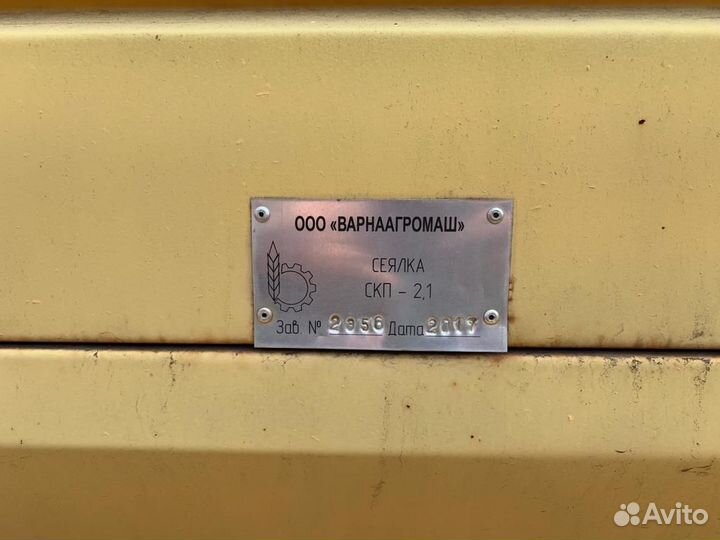 ООО «ВАРНААГРОМАШ»
СЕЯЛКА
СКП - 2,1
Зав. № 2956 Дата 2017
Avito